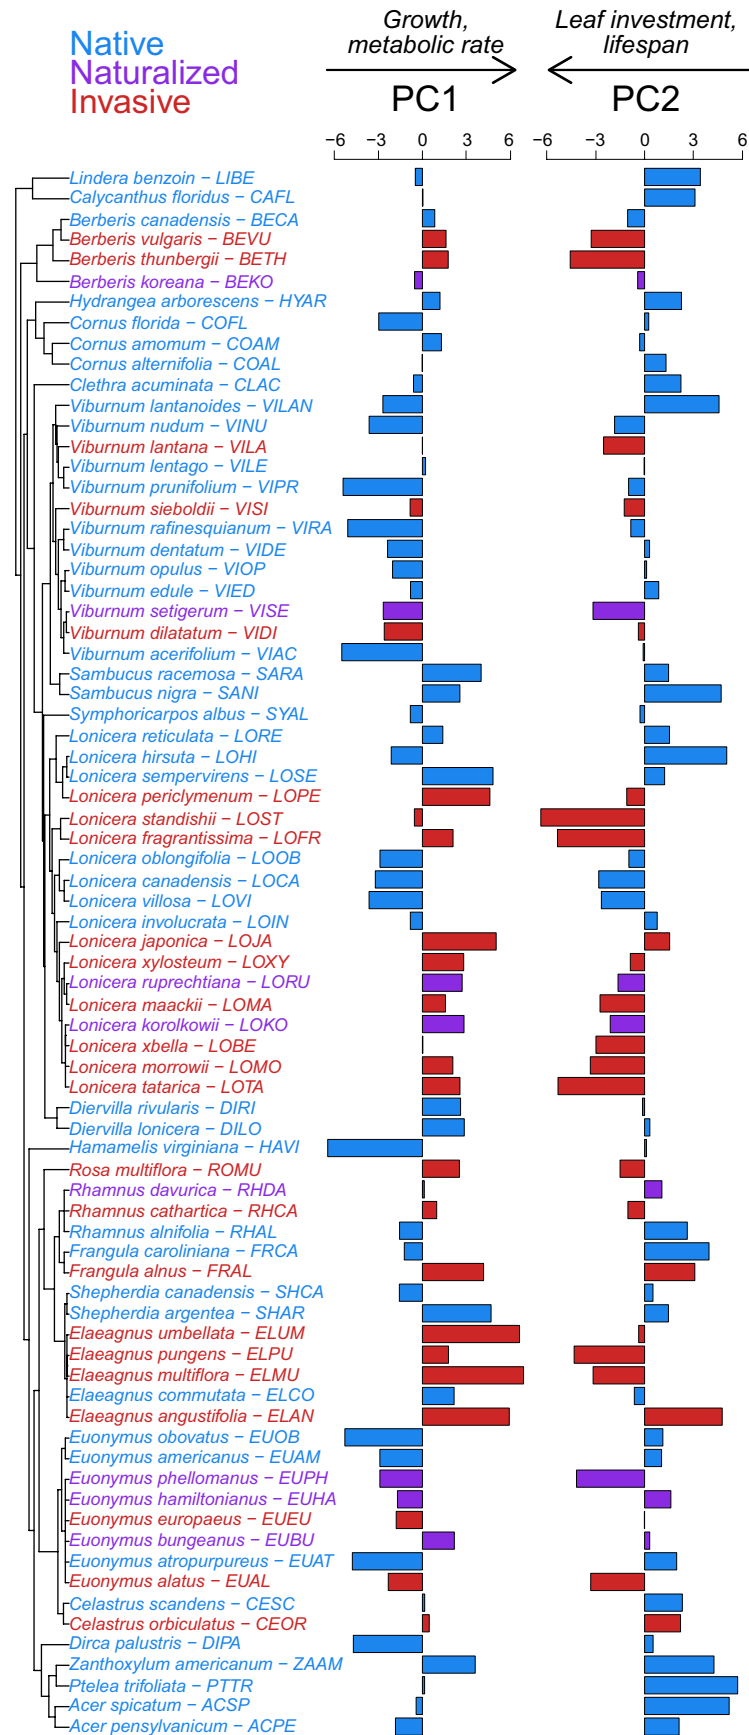 Growth,
metabolic rate
Leaf investment,
lifespan
Native
Naturalized
Invasive
PC1
PC2
−6 −3 0 3 6
−6 −3 0 3 6
Lindera benzoin − LIBE
Calycanthus floridus − CAFL
Berberis canadensis − BECA
Berberis vulgaris − BEVU
Berberis thunbergii − BETH
Berberis koreana − BEKO
Hydrangea arborescens − HYAR
Cornus florida − COFL
Cornus amomum − COAM
Cornus alternifolia − COAL
Clethra acuminata − CLAC
Viburnum lantanoides − VILAN
Viburnum nudum − VINU
Viburnum lantana − VILA
Viburnum lentago − VILE
Viburnum prunifolium − VIPR
Viburnum sieboldii − VISI
Viburnum rafinesquianum − VIRA
Viburnum dentatum − VIDE
Viburnum opulus − VIOP
Viburnum edule − VIED
Viburnum setigerum − VISE
Viburnum dilatatum − VIDI
Viburnum acerifolium − VIAC
Sambucus racemosa − SARA
Sambucus nigra − SANI
Symphoricarpos albus − SYAL
Lonicera reticulata − LORE
Lonicera hirsuta − LOHI
Lonicera sempervirens − LOSE
Lonicera periclymenum − LOPE
Lonicera standishii − LOST
Lonicera fragrantissima − LOFR
Lonicera oblongifolia − LOOB
Lonicera canadensis − LOCA
Lonicera villosa − LOVI
Lonicera involucrata − LOIN
Lonicera japonica − LOJA
Lonicera xylosteum − LOXY
Lonicera ruprechtiana − LORU
Lonicera maackii − LOMA
Lonicera korolkowii − LOKO
Lonicera xbella − LOBE
Lonicera morrowii − LOMO
Lonicera tatarica − LOTA
Diervilla rivularis − DIRI
Diervilla lonicera − DILO
Hamamelis virginiana − HAVI
Rosa multiflora − ROMU
Rhamnus davurica − RHDA
Rhamnus cathartica − RHCA
Rhamnus alnifolia − RHAL
Frangula caroliniana − FRCA
Frangula alnus − FRAL
Shepherdia canadensis − SHCA
Shepherdia argentea − SHAR
Elaeagnus umbellata − ELUM
Elaeagnus pungens − ELPU
Elaeagnus multiflora − ELMU
Elaeagnus commutata − ELCO
Elaeagnus angustifolia − ELAN
Euonymus obovatus − EUOB
Euonymus americanus − EUAM
Euonymus phellomanus − EUPH
Euonymus hamiltonianus − EUHA
Euonymus europaeus − EUEU
Euonymus bungeanus − EUBU
Euonymus atropurpureus − EUAT
Euonymus alatus − EUAL
Celastrus scandens − CESC
Celastrus orbiculatus − CEOR
Dirca palustris − DIPA
Zanthoxylum americanum − ZAAM
Ptelea trifoliata − PTTR
Acer spicatum − ACSP
Acer pensylvanicum − ACPE